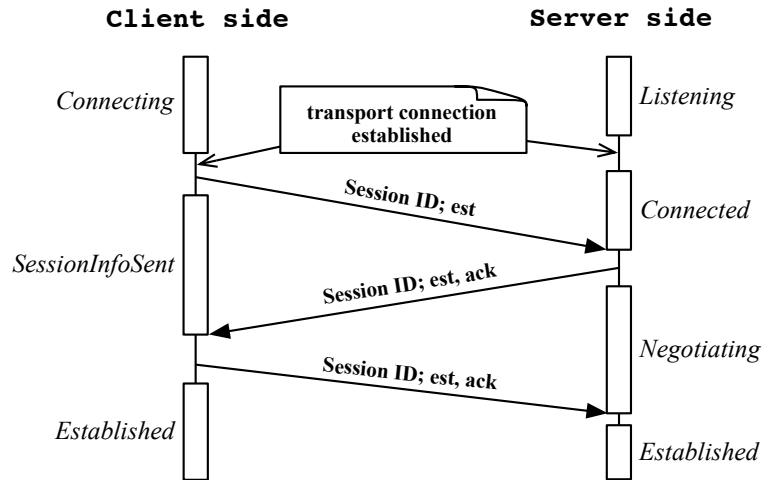 Client side
Server side
Connecting
transport connection
established
Listening
Session ID; est
Connected
SessionInfoSent
Session ID; est, ack
Negotiating
Session ID; est, ack
Established
Established